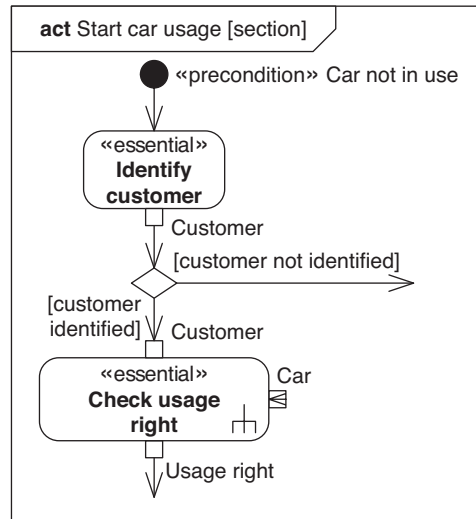 act Start car usage [section]
«precondition» Car not in use
«essential»
Identify
customer
Customer
[customer not identified]
[customer
identified]
Customer
«essential»
Check usage
right
Car
Usage right